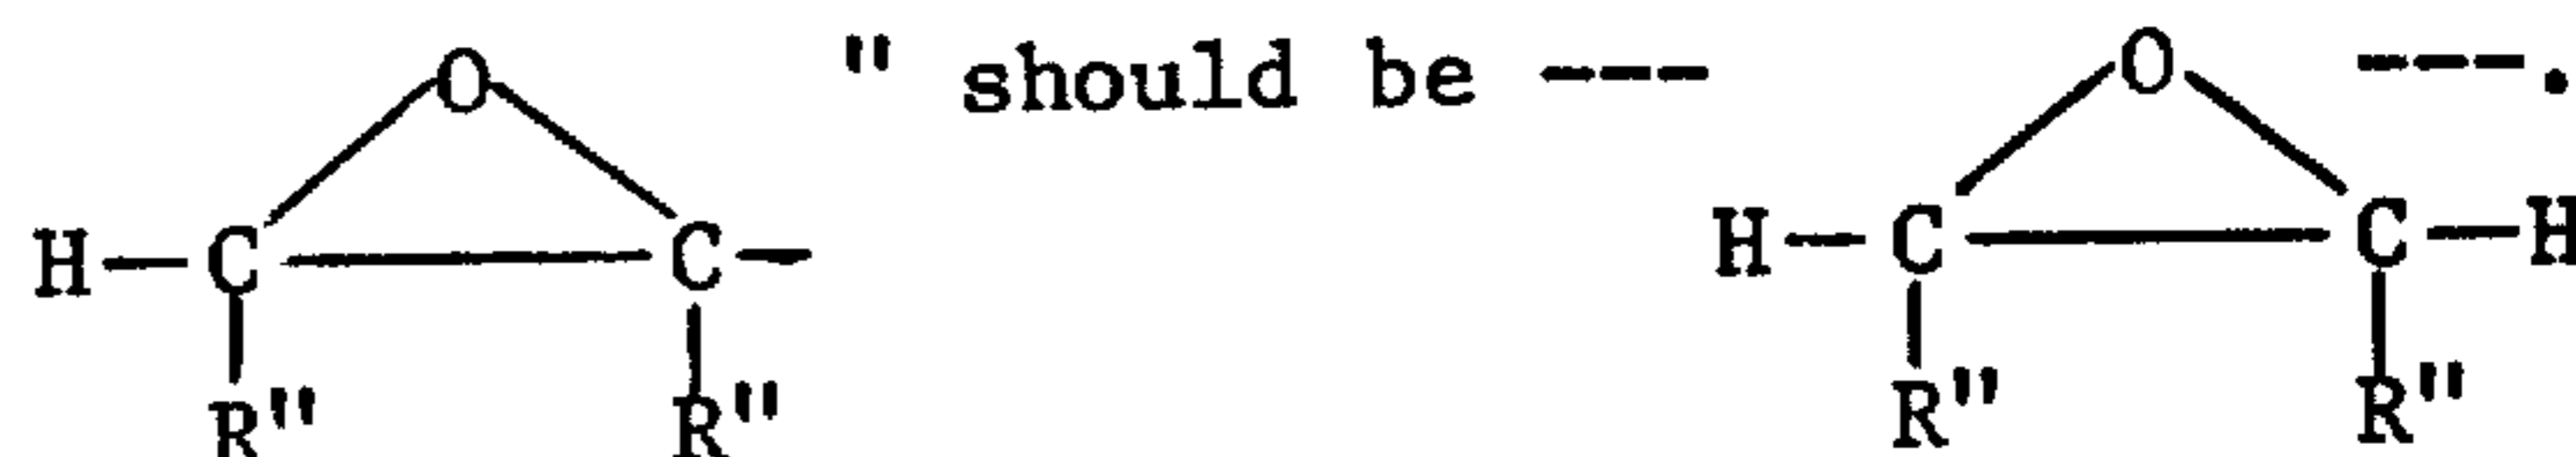 O " should be --- O ---.
H-C C- H-C C-H
R" R" R" R"